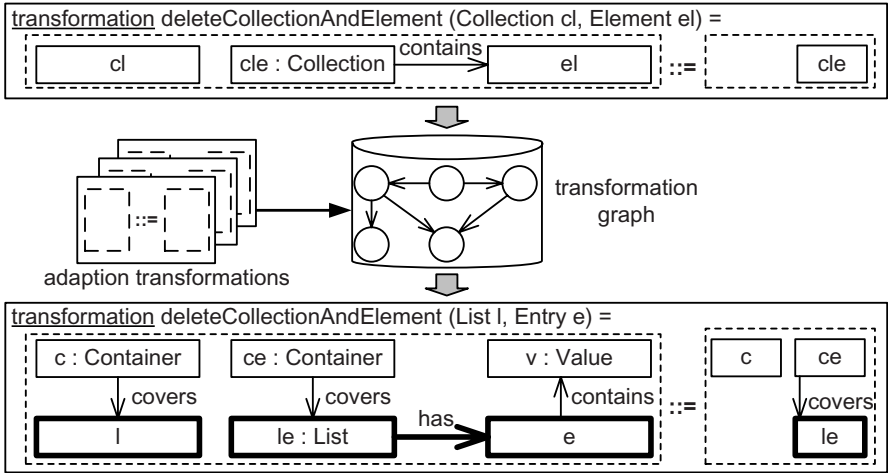 transformation deleteCollectionAndElement (Collection cl, Element el) =
contains
cl cle : Collection el ::= cle
transformation
graph
::=
adaption transformations
transformation deleteCollectionAndElement (List l, Entry e) =
c : Container ce : Container v : Value c ce
covers covers contains ::= covers
has
l le : List e le